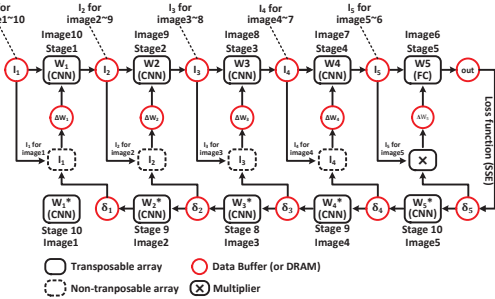 I₁ for
image1~10
I₂ for
image2~9
I₃ for
image3~8
I₄ for
image4~7
I₅ for
image5~6
Image10
Stage1
Image9
Stage2
Image8
Stage3
Image7
Stage4
Image6
Stage5
I₁
W1
(CNN)
I₂
W2
(CNN)
I₃
W3
(CNN)
I₄
W4
(CNN)
I₅
W5
(FC)
out
ΔW₁
ΔW₂
ΔW₃
ΔW₄
ΔW₅
Loss function (SSE)
I₁ for
image1
I₁
I₂ for
image2
I₂
I₃ for
image3
I₃
I₄ for
image4
I₄
I₅ for
image5
×
W₁*
(CNN)
δ₁
W₂*
(CNN)
δ₂
W₃*
(CNN)
δ₃
W₄*
(CNN)
δ₄
W₅*
(CNN)
δ₅
Stage 10
Image1
Stage 9
Image2
Stage 8
Image3
Stage 9
Image4
Stage 10
Image5
Transposable array
Data Buffer (or DRAM)
Non-tranposable array
× Multiplier